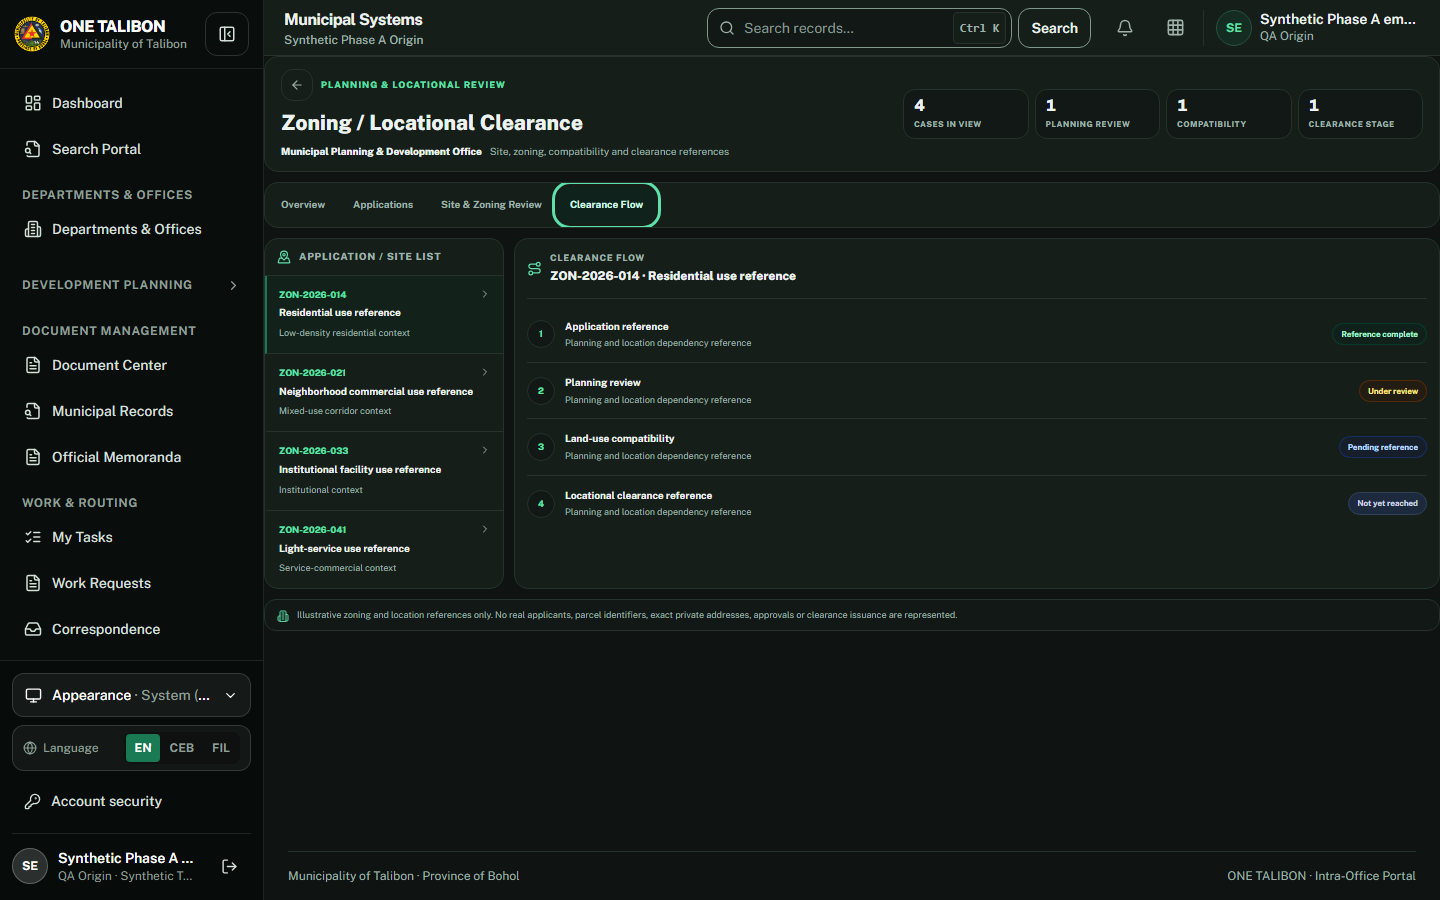 ONE TALIBON
Municipality of Talibon
Dashboard
Search Portal
DEPARTMENTS & OFFICES
Departments & Offices
DEVELOPMENT PLANNING
DOCUMENT MANAGEMENT
Document Center
Municipal Records
Official Memoranda
WORK & ROUTING
My Tasks
Work Requests
Correspondence
Appearance · System (...
Language EN CEB FIL
Account security
SE Synthetic Phase A ...
QA Origin · Synthetic T...
Municipal Systems
Synthetic Phase A Origin
Search records... Ctrl K Search
SE Synthetic Phase A em...
QA Origin
PLANNING & LOCATIONAL REVIEW
Zoning / Locational Clearance
Municipal Planning & Development Office Site, zoning, compatibility and clearance references
4
CASES IN VIEW
1
PLANNING REVIEW
1
COMPATIBILITY
1
CLEARANCE STAGE
Overview Applications Site & Zoning Review Clearance Flow
APPLICATION / SITE LIST
ZON-2026-014
Residential use reference
Low-density residential context
ZON-2026-021
Neighborhood commercial use reference
Mixed-use corridor context
ZON-2026-033
Institutional facility use reference
Institutional context
ZON-2026-041
Light-service use reference
Service-commercial context
CLEARANCE FLOW
ZON-2026-014 · Residential use reference
1 Application reference
Planning and location dependency reference
Reference complete
2 Planning review
Planning and location dependency reference
Under review
3 Land-use compatibility
Planning and location dependency reference
Pending reference
4 Locational clearance reference
Planning and location dependency reference
Not yet reached
Illustrative zoning and location references only. No real applicants, parcel identifiers, exact private addresses, approvals or clearance issuance are represented.
Municipality of Talibon · Province of Bohol
ONE TALIBON · Intra-Office Portal